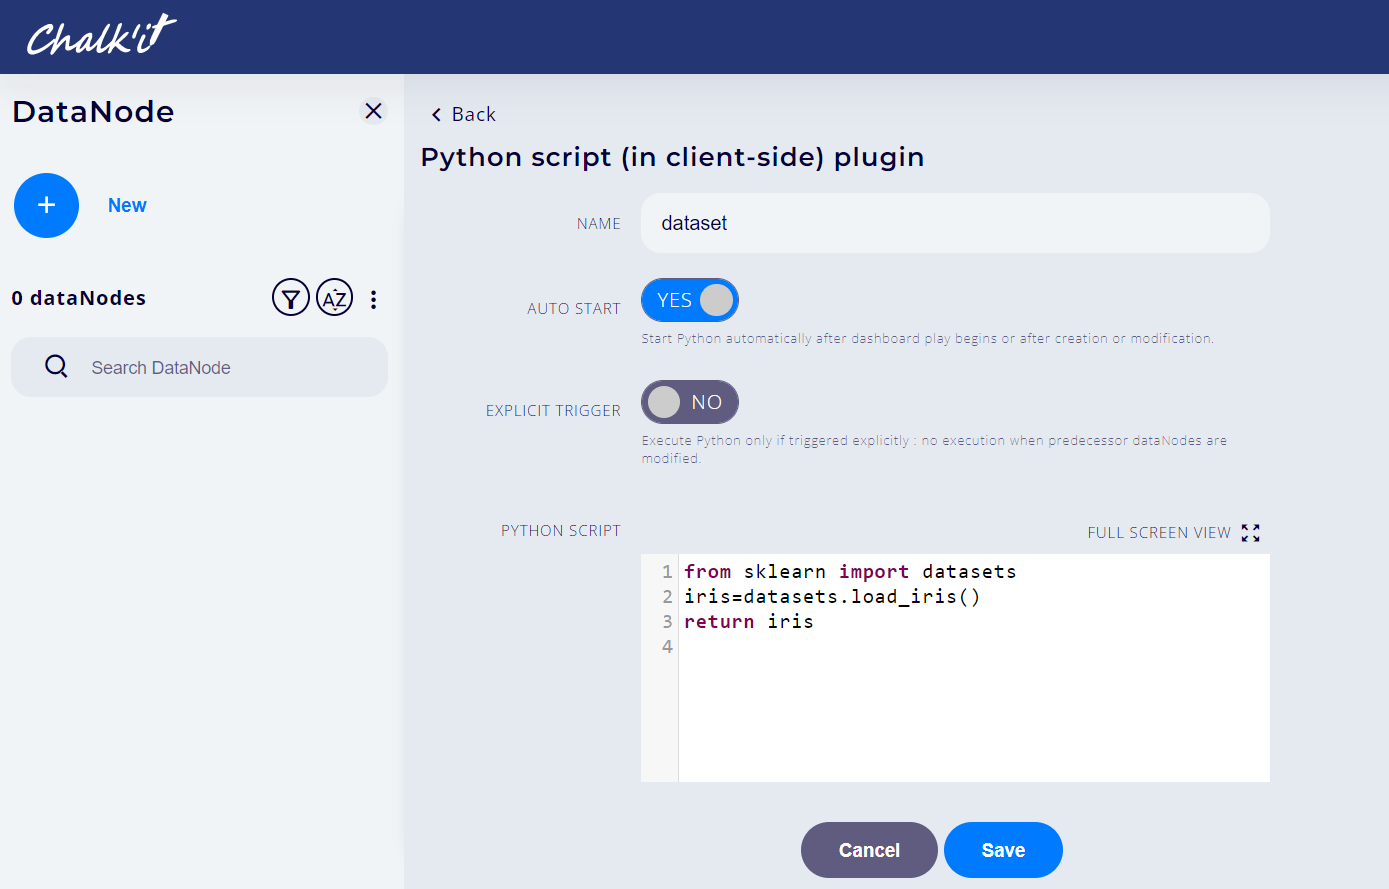 Chalk'it
DataNode
New
0 dataNodes
AZ
Search DataNode
Back
Python script (in client-side) plugin
NAME
dataset
AUTO START
YES
Start Python automatically after dashboard play begins or after creation or modification.
EXPLICIT TRIGGER
NO
Execute Python only if triggered explicitly : no execution when predecessor dataNodes are
modified.
PYTHON SCRIPT
FULL SCREEN VIEW
1 from sklearn import datasets
2 iris=datasets.load_iris()
3 return iris
4
Cancel
Save